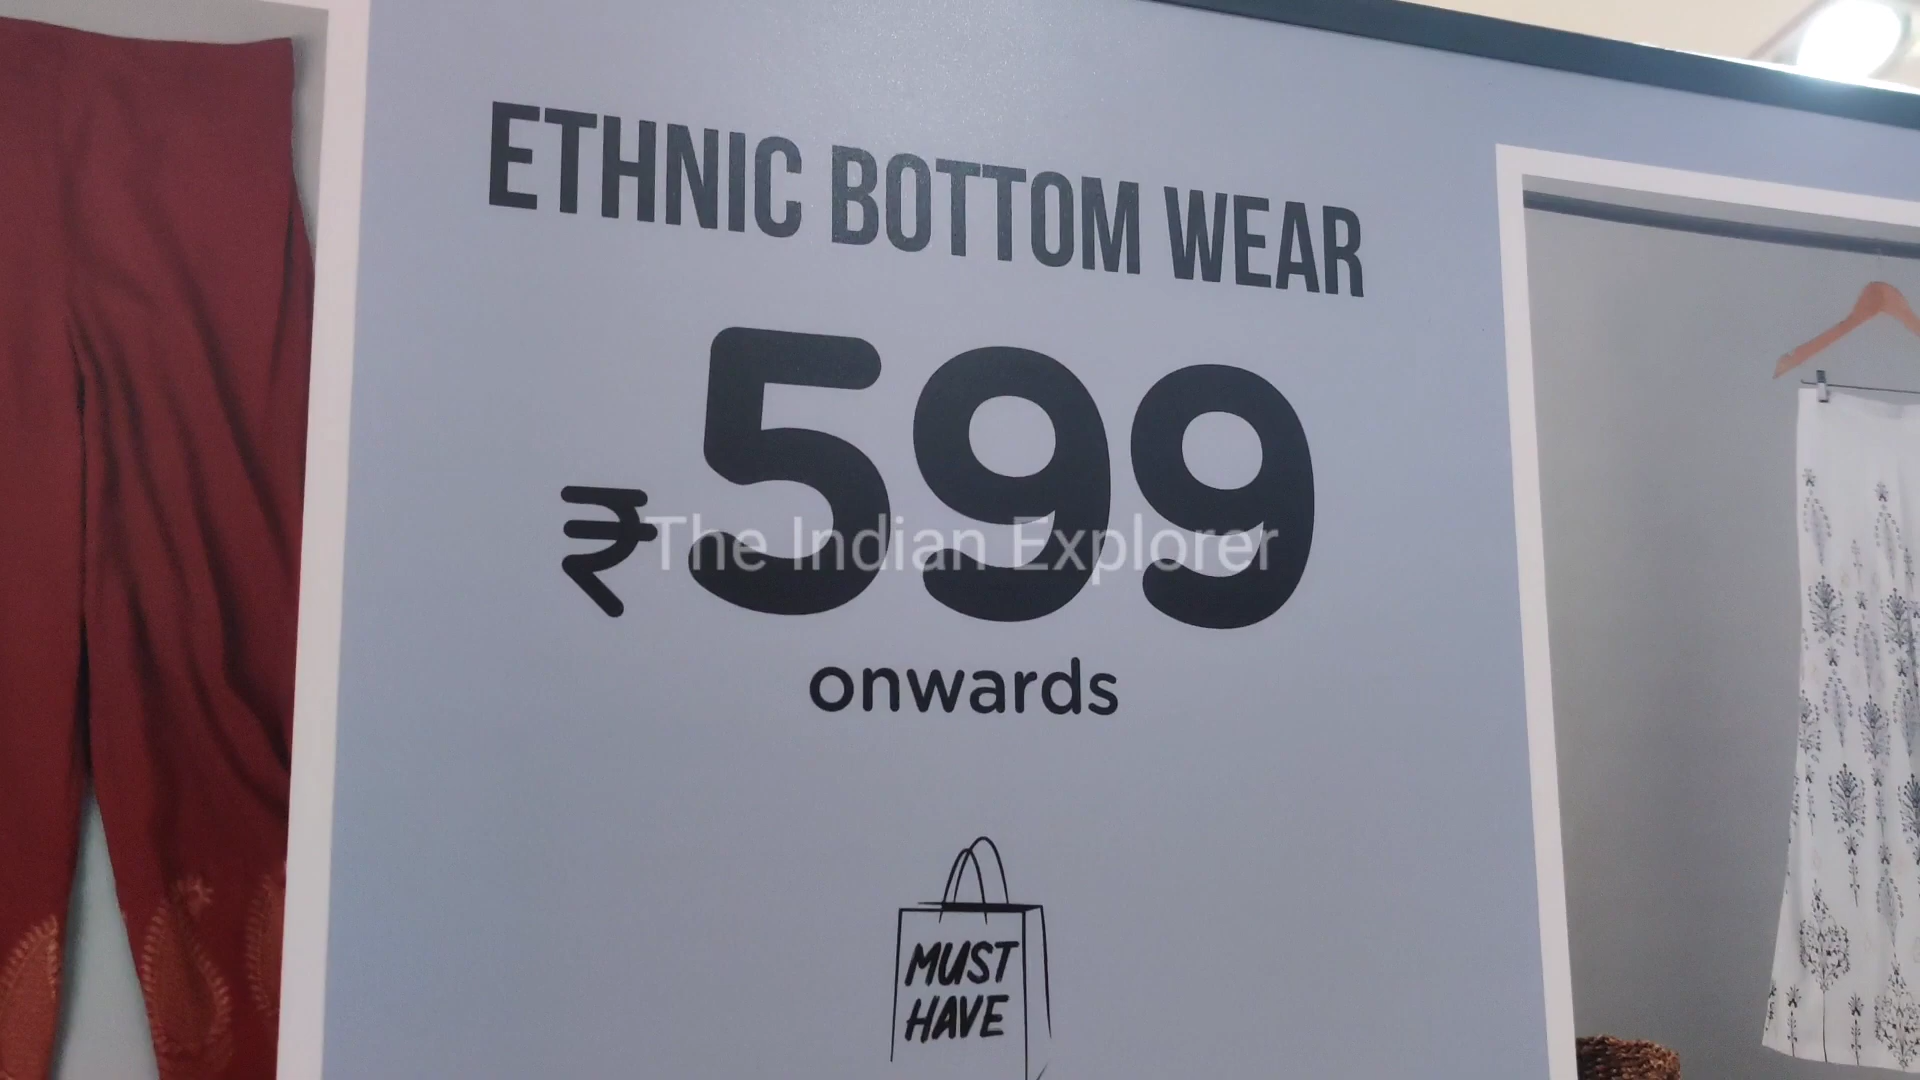 ETHNIC BOTTOM WEAR
₹599
The Indian Explorer
onwards
MUST
HAVE